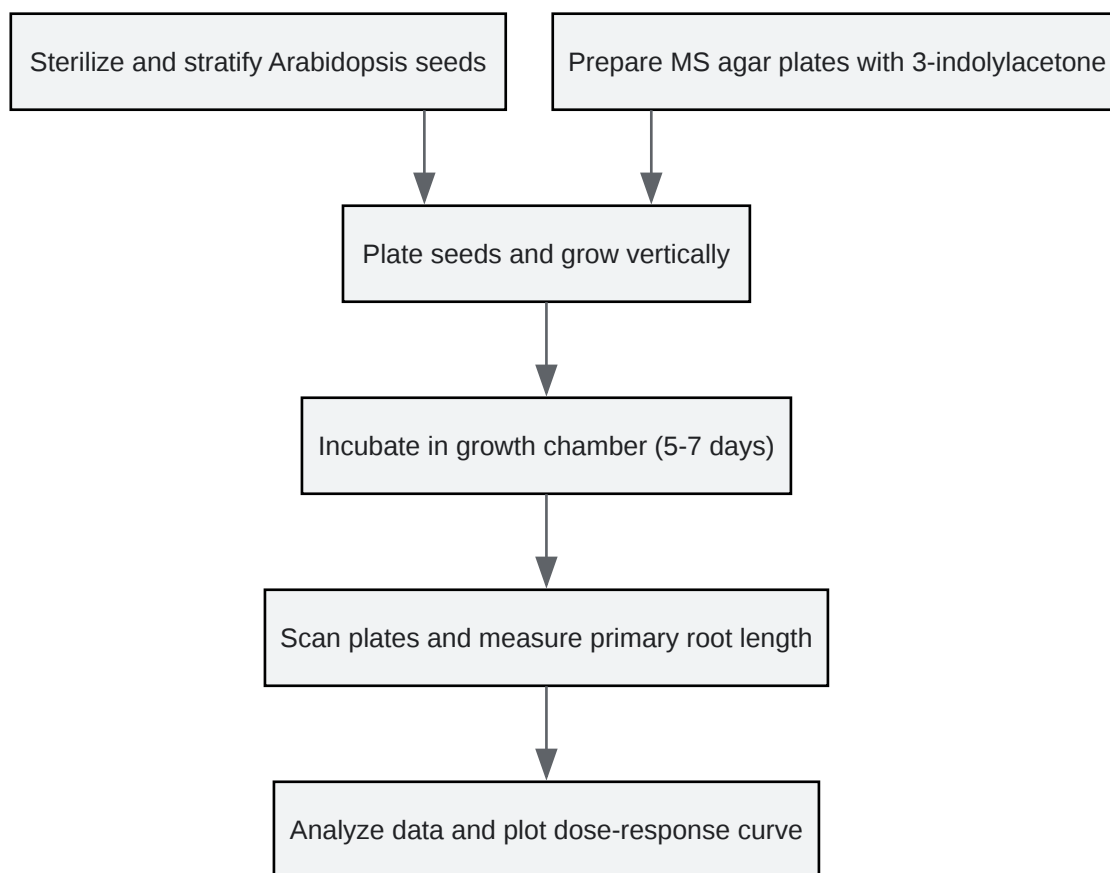 Sterilize and stratify Arabidopsis seeds
Prepare MS agar plates with 3-indolylacetone
Plate seeds and grow vertically
Incubate in growth chamber (5-7 days)
Scan plates and measure primary root length
Analyze data and plot dose-response curve